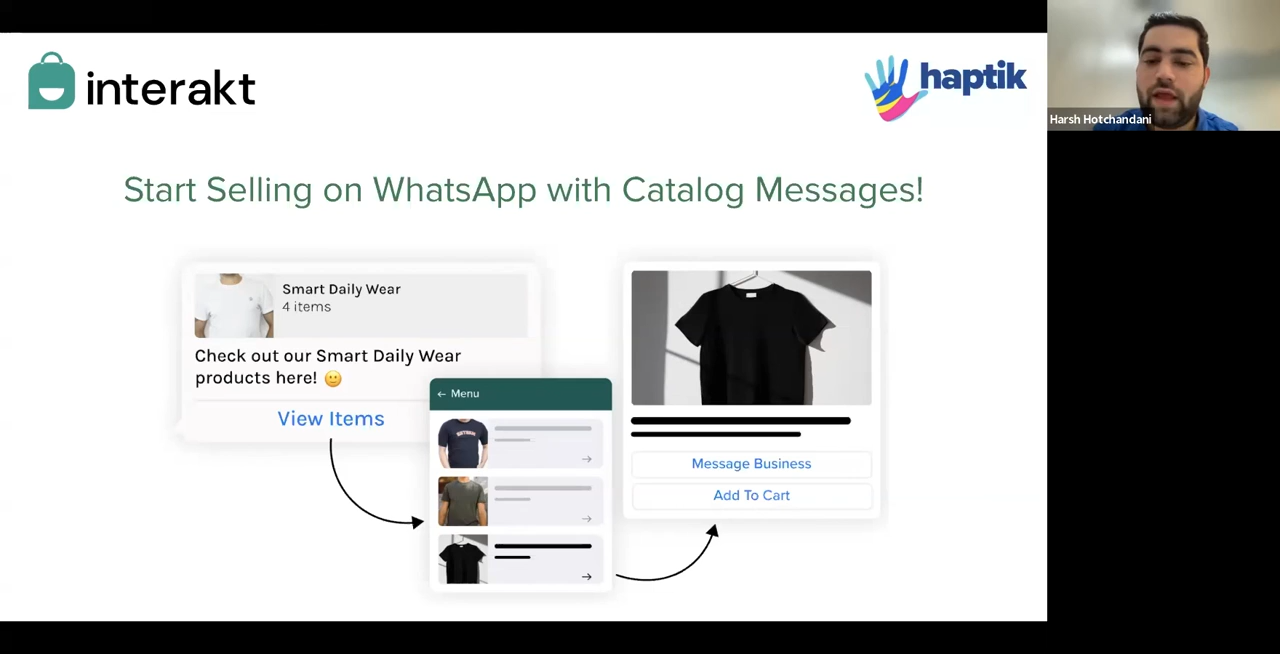 interakt
haptik
Harsh Hotchandani
Start Selling on WhatsApp with Catalog Messages!
Smart Daily Wear
4 items
Check out our Smart Daily Wear
products here! 🙂
View Items
← Menu
Message Business
Add To Cart